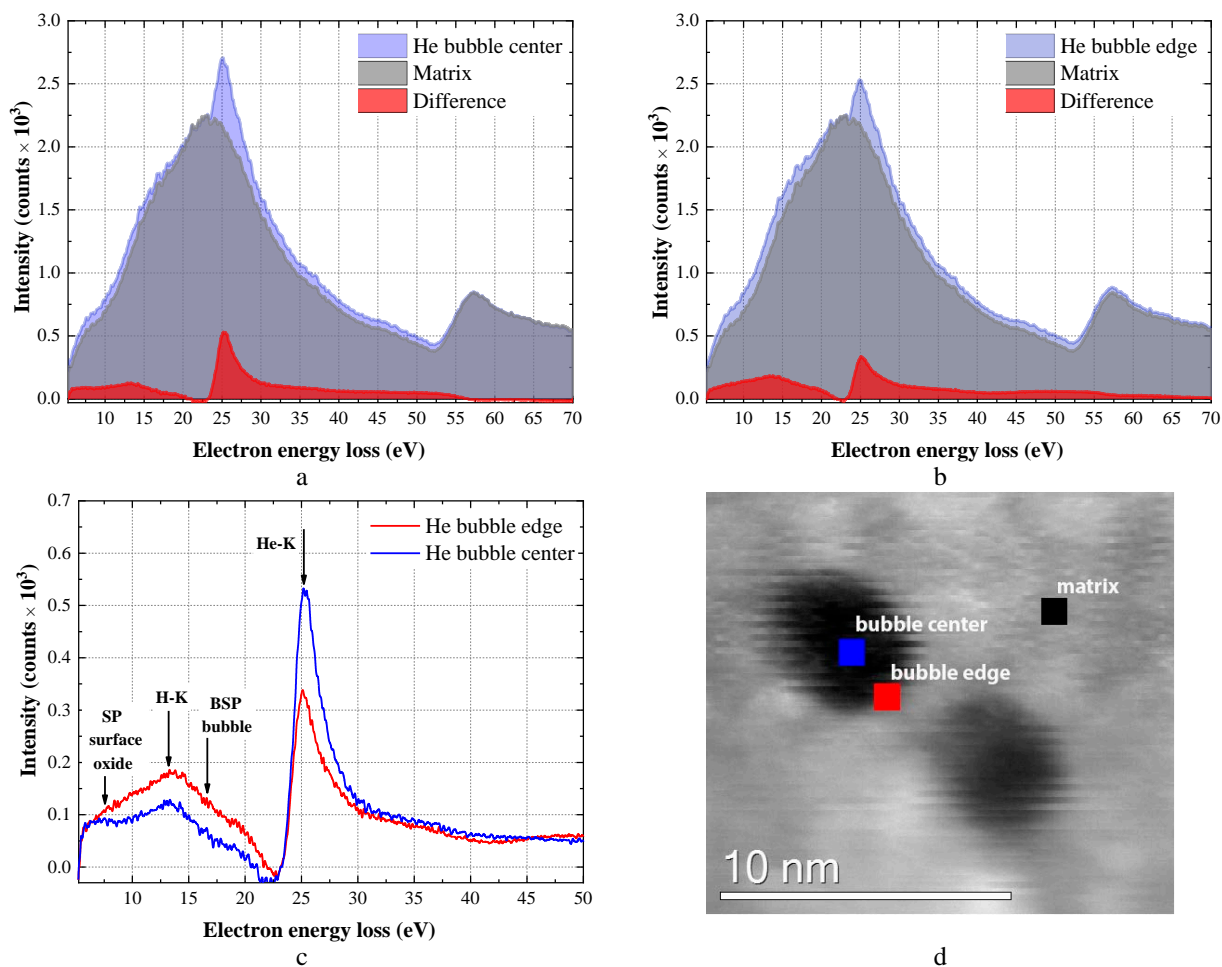 3.0
2.5
2.0
1.5
1.0
0.5
0.0
Intensity (counts × 10³)
He bubble center
Matrix
Difference
10 15 20 25 30 35 40 45 50 55 60 65 70
Electron energy loss (eV)
a
3.0
2.5
2.0
1.5
1.0
0.5
0.0
Intensity (counts × 10³)
He bubble edge
Matrix
Difference
10 15 20 25 30 35 40 45 50 55 60 65 70
Electron energy loss (eV)
b
0.7
0.6
0.5
0.4
0.3
0.2
0.1
0.0
Intensity (counts × 10³)
He bubble edge
He bubble center
He-K
H-K
SP
surface
oxide
BSP
bubble
5 10 15 20 25 30 35 40 45 50
Electron energy loss (eV)
c
matrix
bubble center
bubble edge
10 nm
d